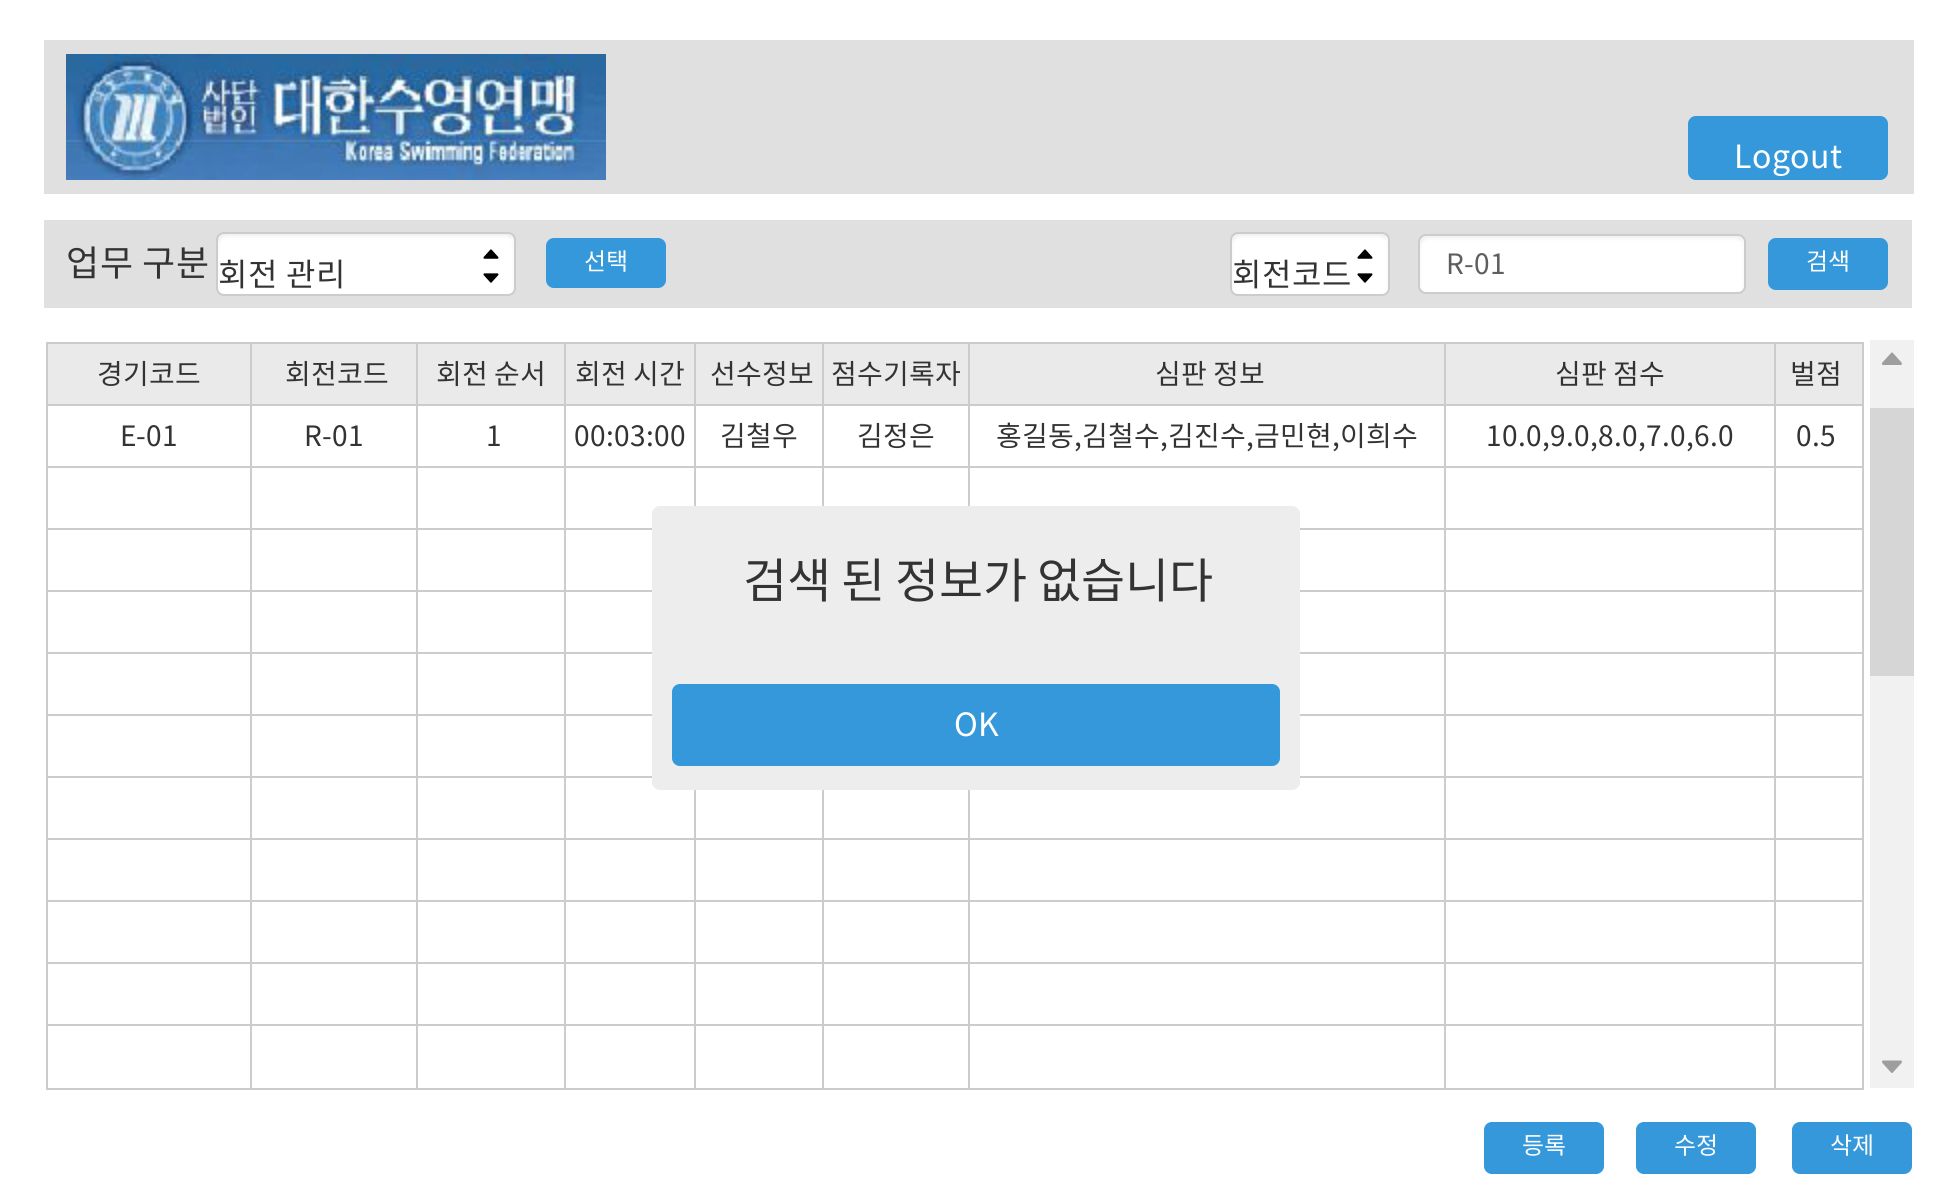 사단
법인 대한수영연맹
Korea Swimming Federation
Logout
업무 구분 회전 관리 선택 회전코드 R-01 검색
경기코드 회전코드 회전 순서 회전 시간 선수정보 점수기록자 심판 정보 심판 점수 벌점
E-01 R-01 1 00:03:00 김철우 김정은 홍길동,김철수,김진수,금민현,이희수 10.0,9.0,8.0,7.0,6.0 0.5
검색 된 정보가 없습니다
OK
등록 수정 삭제